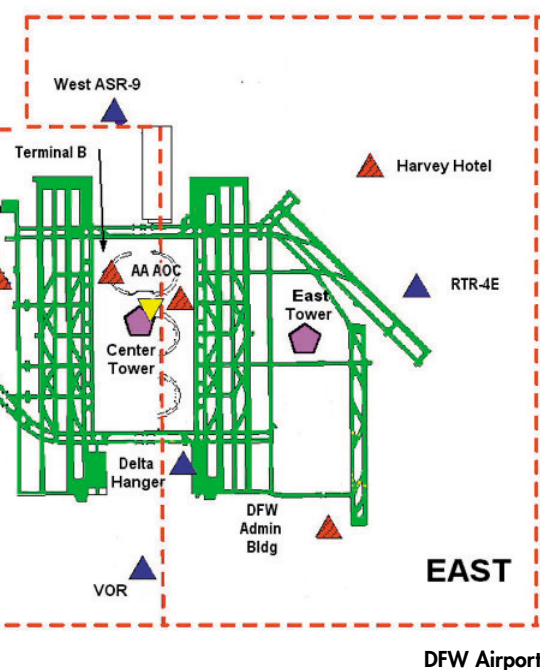 West ASR-9
Terminal B
Harvey Hotel
AA AOC
RTR-4E
East
Tower
Center
Tower
Delta
Hanger
DFW
Admin
Bldg
EAST
VOR
DFW Airport